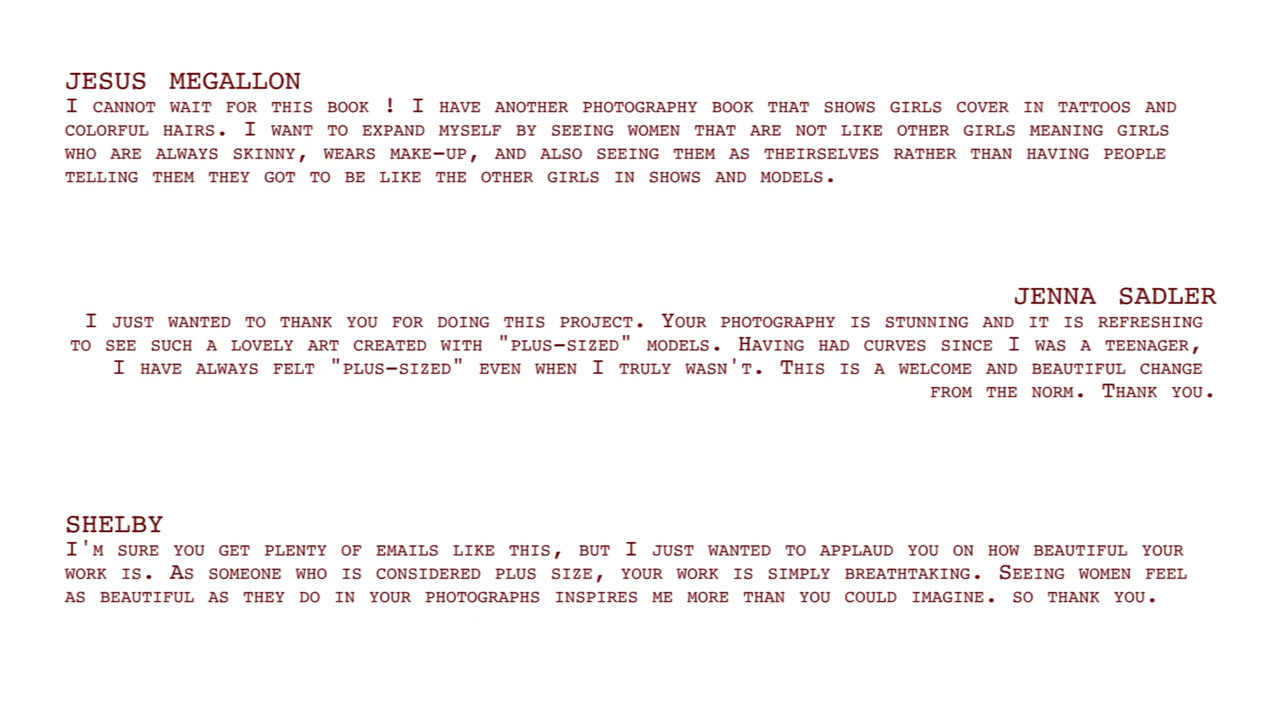 JESUS MEGALLON
I CANNOT WAIT FOR THIS BOOK ! I HAVE ANOTHER PHOTOGRAPHY BOOK THAT SHOWS GIRLS COVER IN TATTOOS AND
COLORFUL HAIRS. I WANT TO EXPAND MYSELF BY SEEING WOMEN THAT ARE NOT LIKE OTHER GIRLS MEANING GIRLS
WHO ARE ALWAYS SKINNY, WEARS MAKE-UP, AND ALSO SEEING THEM AS THEIRSELVES RATHER THAN HAVING PEOPLE
TELLING THEM THEY GOT TO BE LIKE THE OTHER GIRLS IN SHOWS AND MODELS.
JENNA SADLER
I JUST WANTED TO THANK YOU FOR DOING THIS PROJECT. YOUR PHOTOGRAPHY IS STUNNING AND IT IS REFRESHING
TO SEE SUCH A LOVELY ART CREATED WITH "PLUS-SIZED" MODELS. HAVING HAD CURVES SINCE I WAS A TEENAGER,
I HAVE ALWAYS FELT "PLUS-SIZED" EVEN WHEN I TRULY WASN'T. THIS IS A WELCOME AND BEAUTIFUL CHANGE
FROM THE NORM. THANK YOU.
SHELBY
I'M SURE YOU GET PLENTY OF EMAILS LIKE THIS, BUT I JUST WANTED TO APPLAUD YOU ON HOW BEAUTIFUL YOUR
WORK IS. AS SOMEONE WHO IS CONSIDERED PLUS SIZE, YOUR WORK IS SIMPLY BREATHTAKING. SEEING WOMEN FEEL
AS BEAUTIFUL AS THEY DO IN YOUR PHOTOGRAPHS INSPIRES ME MORE THAN YOU COULD IMAGINE. SO THANK YOU.